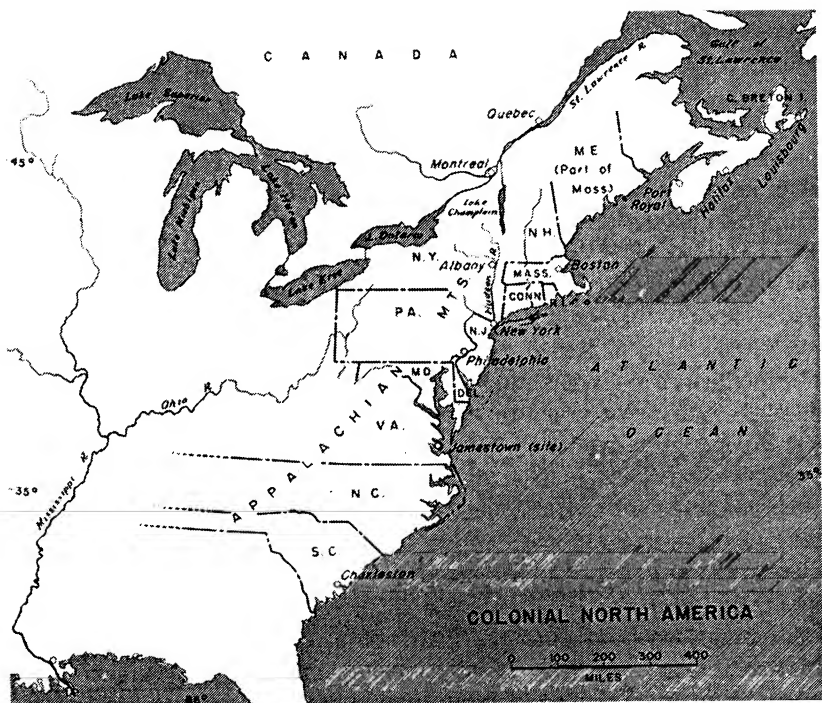 CANADA
Gulf of
St. Lawrence
St. Lawrence R.
Lake Superior
C. BRETON I.
Quebec
Louisbourg
45°
Montreal
ME
(Part of
Mass.)
Port
Royal
Halifax
Lake Michigan
Lake Huron
Lake
Champlain
N.H.
L. Ontario
N.Y.
Albany
Hudson R.
MASS.
Boston
Lake Erie
CONN.
R.I.
PA.
N.J.
New York
Philadelphia
MD.
DEL.
ATLANTIC
OCEAN
Ohio R.
VA.
Jamestown (site)
APPALACHIAN MTS
35°
N.C.
35°
Mississippi R.
S.C.
Charleston
COLONIAL NORTH AMERICA
0 100 200 300 400
MILES